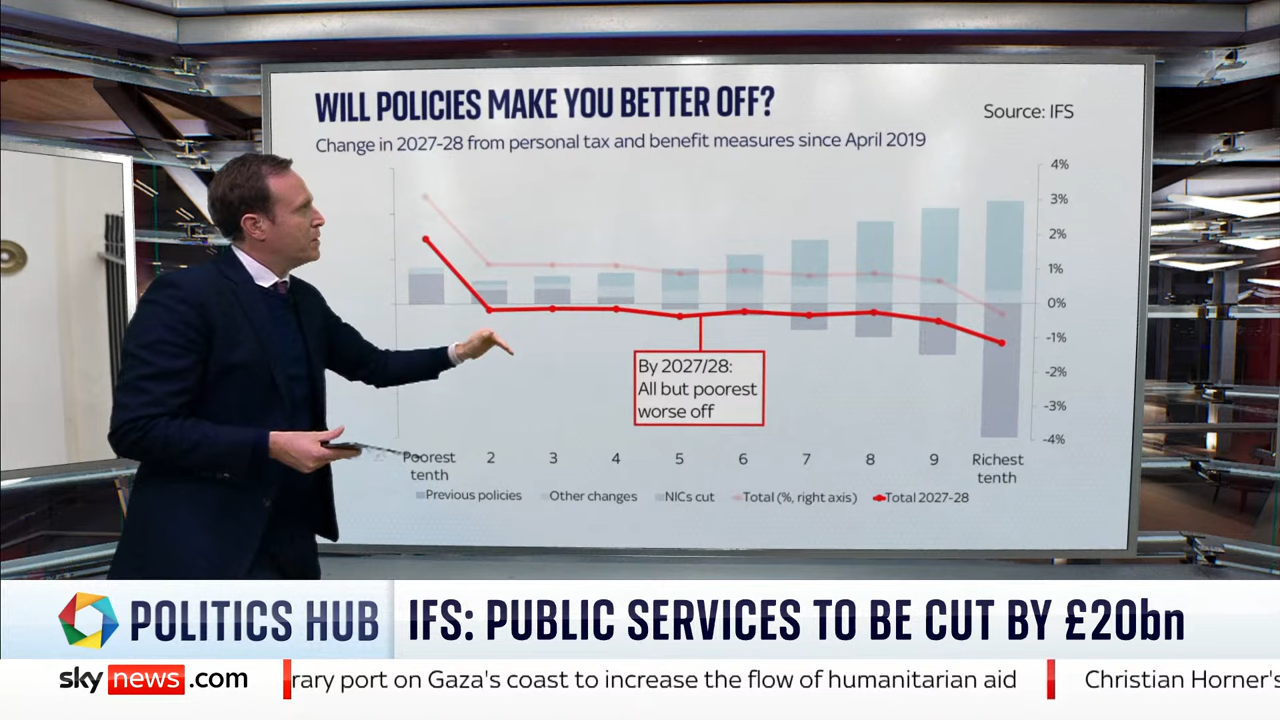 WILL POLICIES MAKE YOU BETTER OFF?
Source: IFS
Change in 2027-28 from personal tax and benefit measures since April 2019
4%
3%
2%
1%
0%
-1%
-2%
-3%
-4%
By 2027/28:
All but poorest
worse off
Poorest tenth 2 3 4 5 6 7 8 9 Richest tenth
Previous policies Other changes NICs cut Total (%, right axis) Total 2027-28
POLITICS HUB
IFS: PUBLIC SERVICES TO BE CUT BY £20bn
sky news.com
rary port on Gaza's coast to increase the flow of humanitarian aid
Christian Horner's